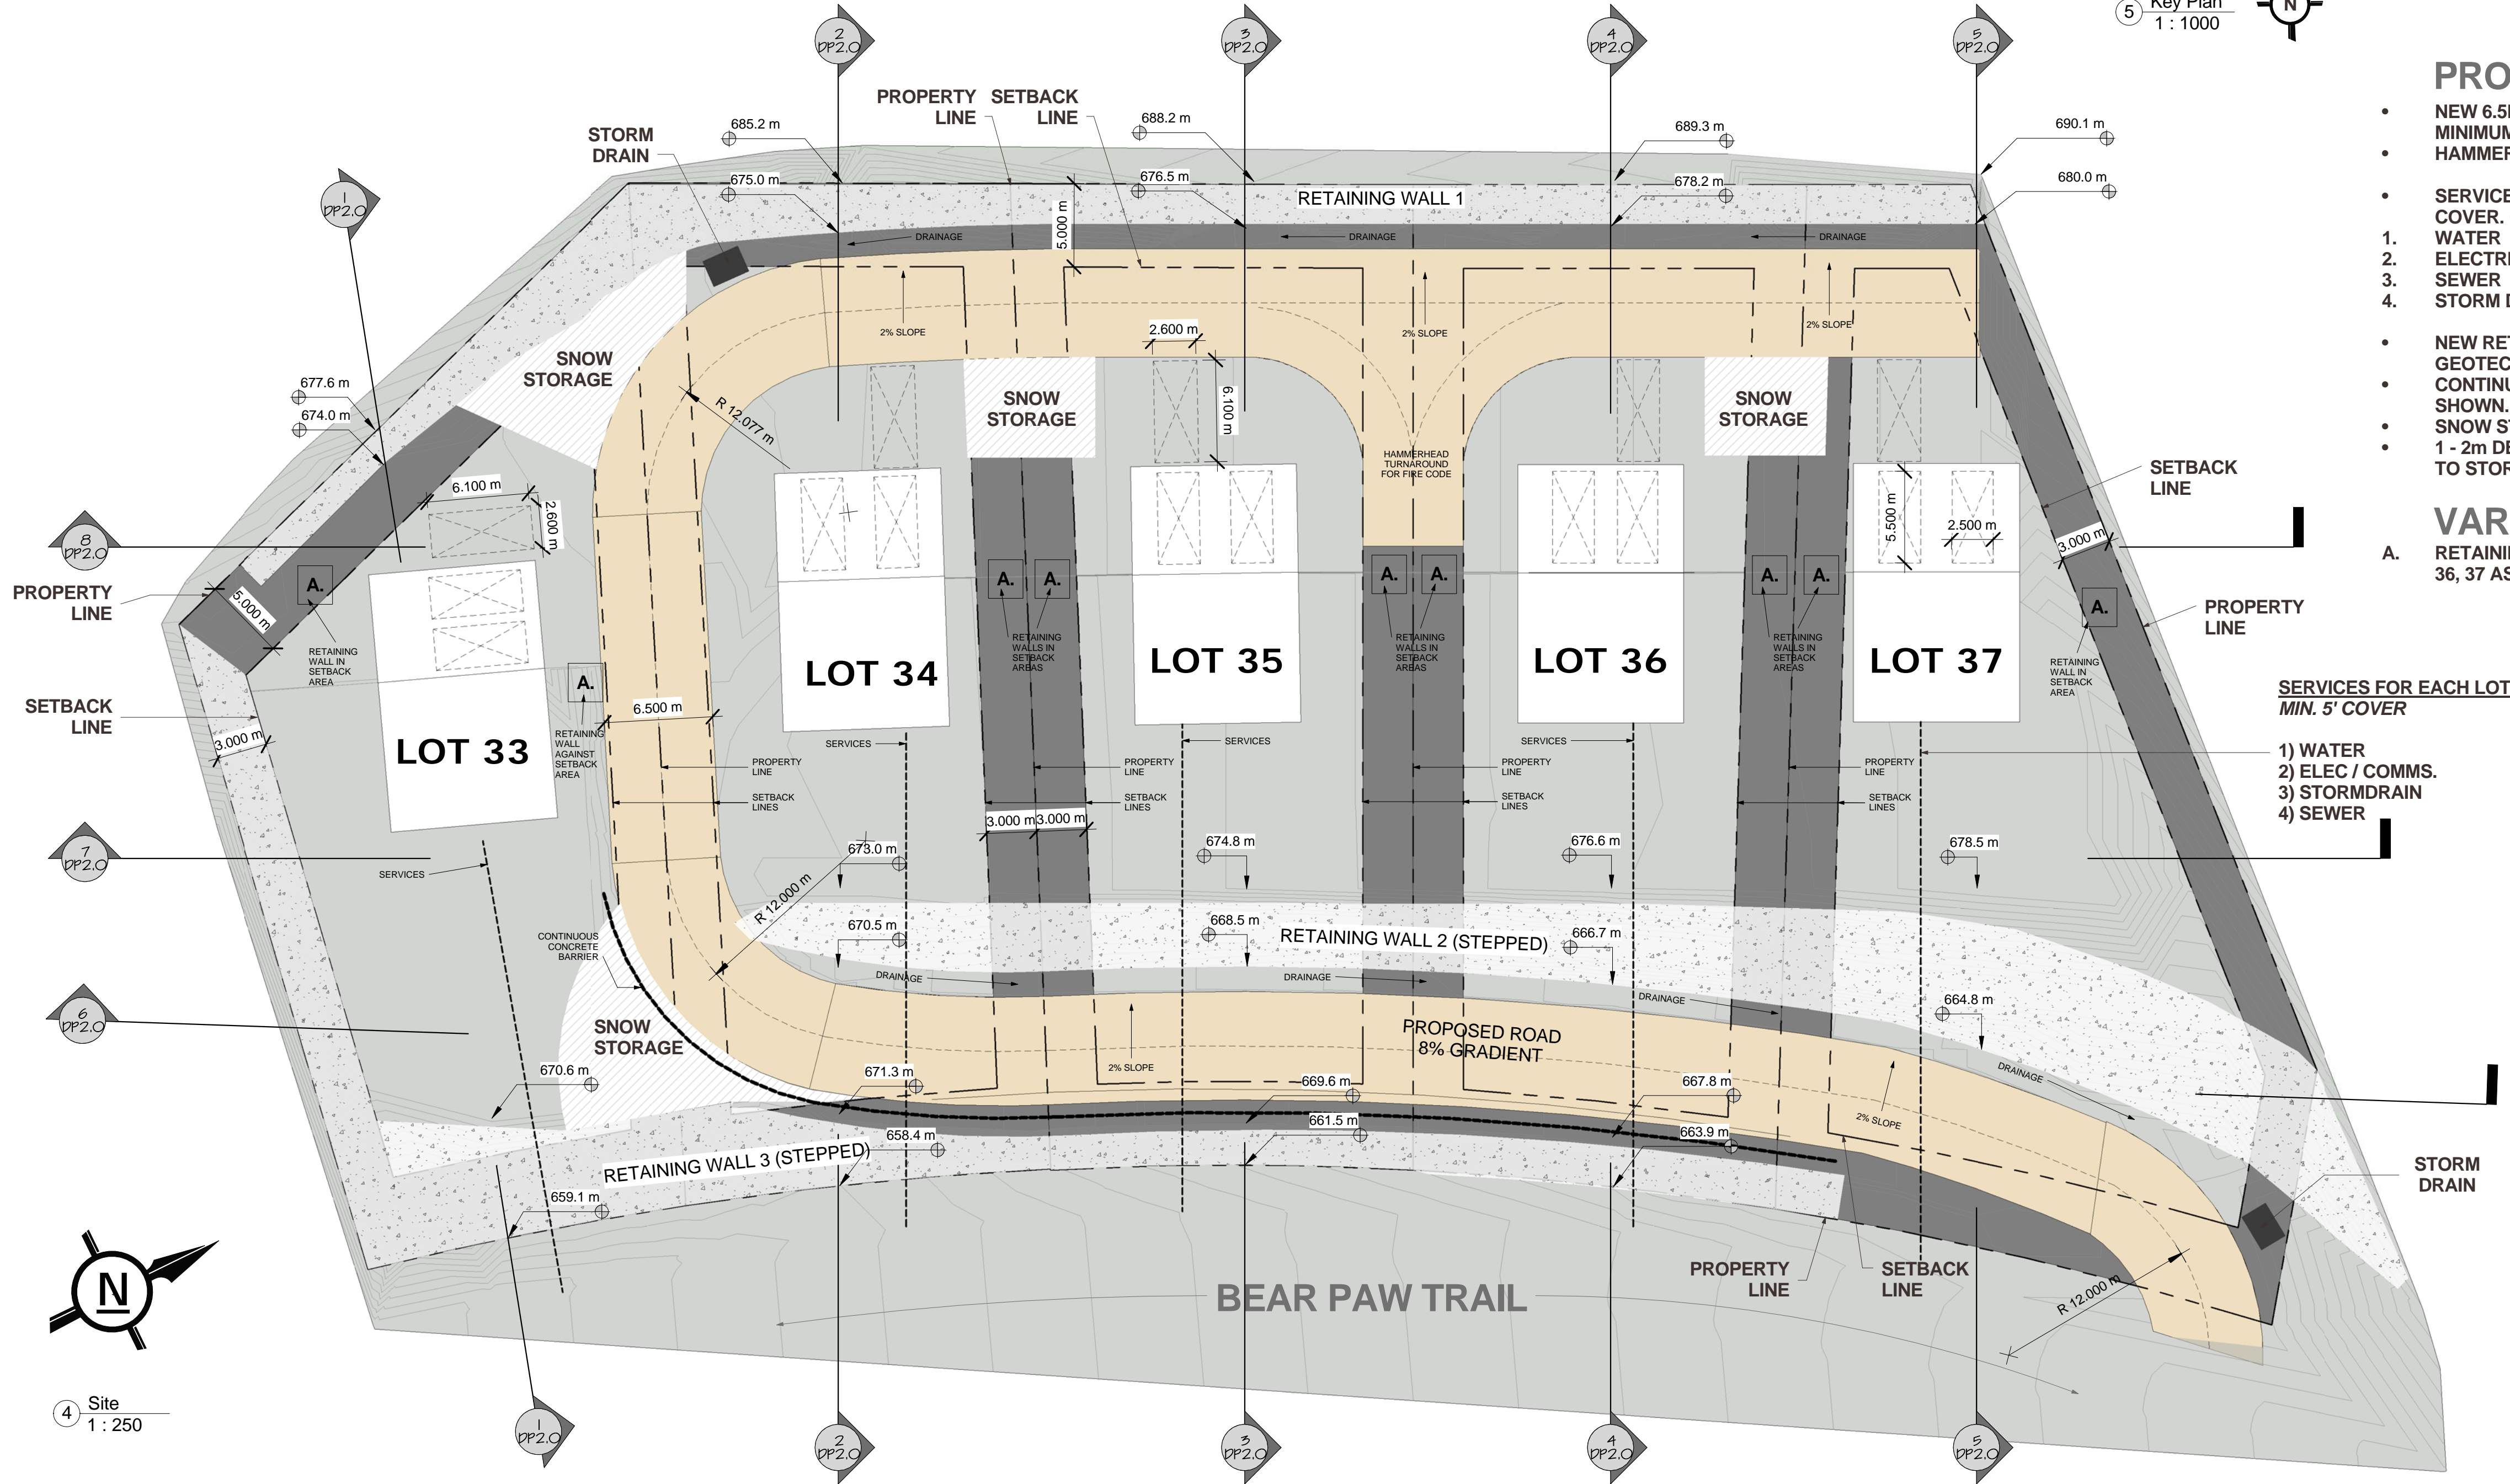 5 Key Plan
1 : 1000
N
2
DP2.0
3
DP2.0
4
DP2.0
5
DP2.0
PROPERTY
LINE
SETBACK
LINE
STORM
DRAIN
685.2 m
675.0 m
688.2 m
676.5 m
689.3 m
678.2 m
690.1 m
680.0 m
1
DP2.0
RETAINING WALL 1
5.000 m
DRAINAGE
DRAINAGE
DRAINAGE
2% SLOPE
2% SLOPE
2% SLOPE
SNOW
STORAGE
677.6 m
674.0 m
R 12.077 m
2.600 m
6.100 m
SNOW
STORAGE
SNOW
STORAGE
HAMMERHEAD
TURNAROUND
FOR FIRE CODE
PRO
• NEW 6.5
MINIMUM
• HAMMER
• SERVICE
COVER.
1. WATER
2. ELECTRI
3. SEWER
4. STORM
• NEW RET
GEOTEC
• CONTINU
SHOWN.
• SNOW ST
• 1 - 2m DE
TO STOR
VAR
A. RETAINI
36, 37 AS
SETBACK
LINE
3.000 m
A.
PROPERTY
LINE
RETAINING
WALL IN
SETBACK
AREA
6.100 m
2.600 m
8
DP2.0
PROPERTY
LINE
5.000 m
A.
RETAINING
WALL IN
SETBACK
AREA
SETBACK
LINE
3.000 m
LOT 33
A.
RETAINING
WALL
AGAINST
SETBACK
AREA
6.500 m
LOT 34
A.
A.
RETAINING
WALLS IN
SETBACK
AREAS
LOT 35
A.
A.
RETAINING
WALLS IN
SETBACK
AREAS
LOT 36
A.
A.
RETAINING
WALLS IN
SETBACK
AREAS
5.500 m
2.500 m
LOT 37
SERVICES FOR EACH LOT
MIN. 5' COVER
1) WATER
2) ELEC / COMMS.
3) STORMDRAIN
4) SEWER
SERVICES
SERVICES
SERVICES
PROPERTY
LINE
SETBACK
LINES
PROPERTY
LINE
SETBACK
LINES
PROPERTY
LINE
SETBACK
LINES
PROPERTY
LINE
SETBACK
LINES
3.000 m
3.000 m
7
DP2.0
SERVICES
673.0 m
674.8 m
676.6 m
678.5 m
R 12.000 m
670.5 m
668.5 m
666.7 m
664.8 m
RETAINING WALL 2 (STEPPED)
CONTINUOUS
CONCRETE
BARRIER
DRAINAGE
DRAINAGE
DRAINAGE
DRAINAGE
6
DP2.0
SNOW
STORAGE
PROPOSED ROAD
8% GRADIENT
2% SLOPE
2% SLOPE
670.6 m
671.3 m
669.6 m
667.8 m
658.4 m
661.5 m
663.9 m
RETAINING WALL 3 (STEPPED)
659.1 m
STORM
DRAIN
PROPERTY
LINE
SETBACK
LINE
R 12.000 m
BEAR PAW TRAIL
N
4 Site
1 : 250
1
DP2.0
2
DP2.0
3
DP2.0
4
DP2.0
5
DP2.0